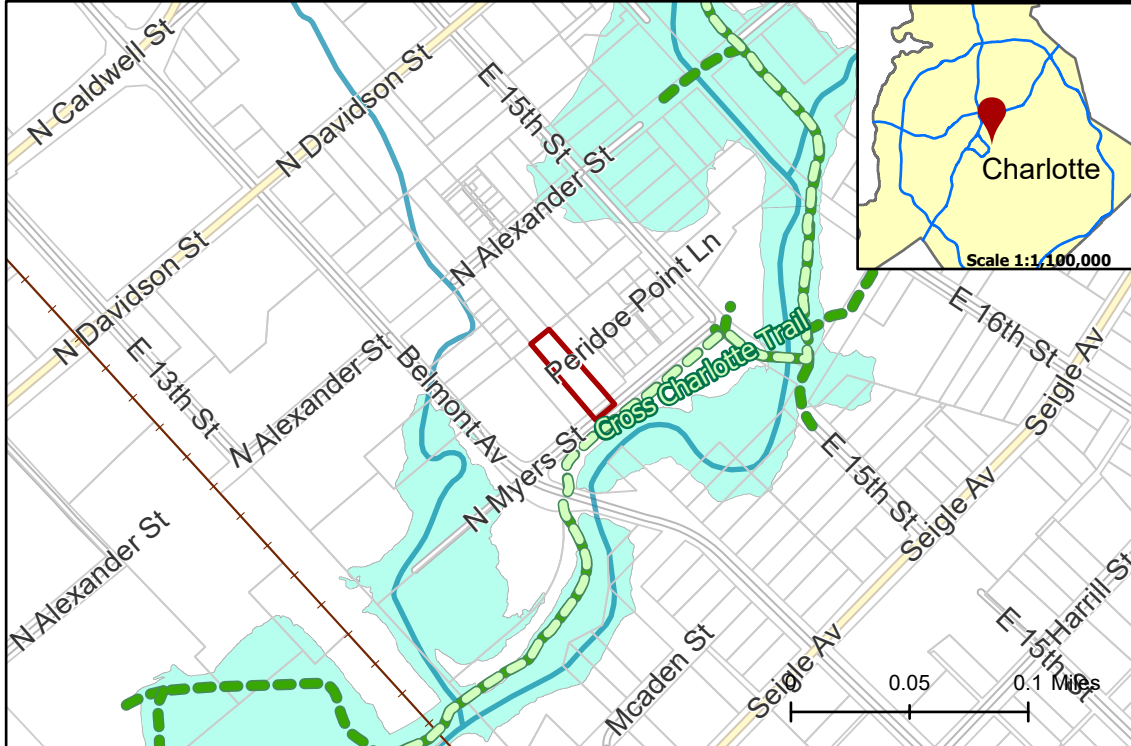 N Caldwell St
N Davidson St
E 15th St
N Alexander St
Charlotte
Scale 1:1,100,000
N Davidson St
Peridoe Point Ln
E 16th St
E 13th St
N Alexander St
Belmont Av
Cross Charlotte Trail
Seigle Av
N Myers St
E 15th St
Seigle Av
N Alexander St
Harrill St
E 15th St
Mcaden St
Seigle Av
0 0.05 0.1 Miles